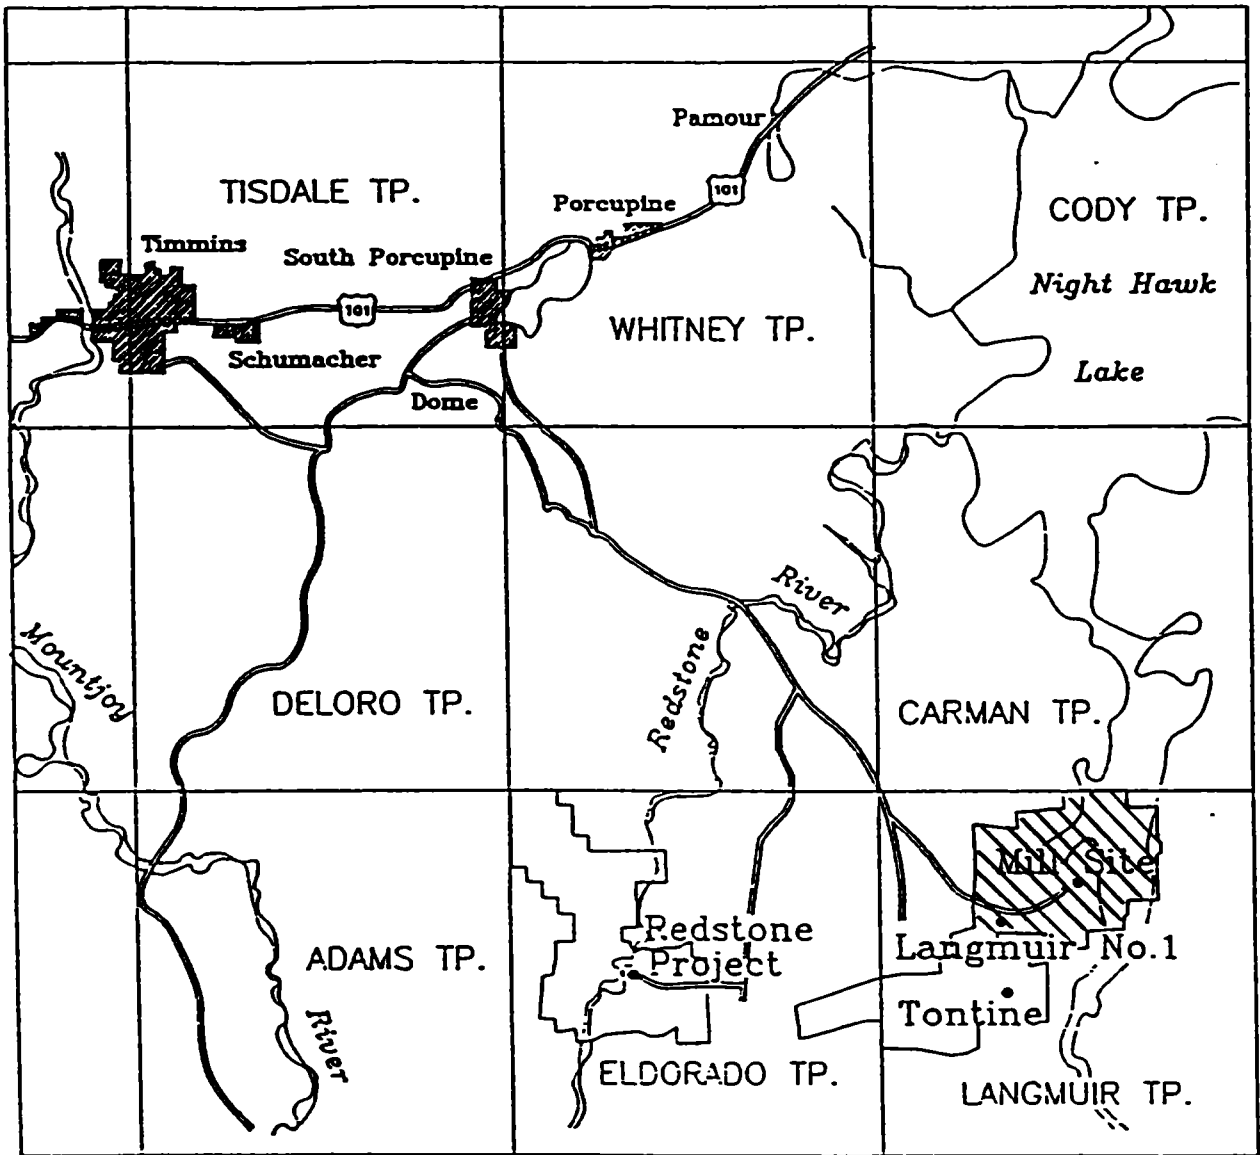 Pamour
101
TISDALE TP.
Porcupine
CODY TP.
Timmins
South Porcupine
Night Hawk
101
WHITNEY TP.
Schumacher
Lake
Dome
River
Mountjoy
Redstone
DELORO TP.
CARMAN TP.
Mill Site
Redstone
Project
Langmuir No.1
ADAMS TP.
Tontine
River
ELDORADO TP.
LANGMUIR TP.